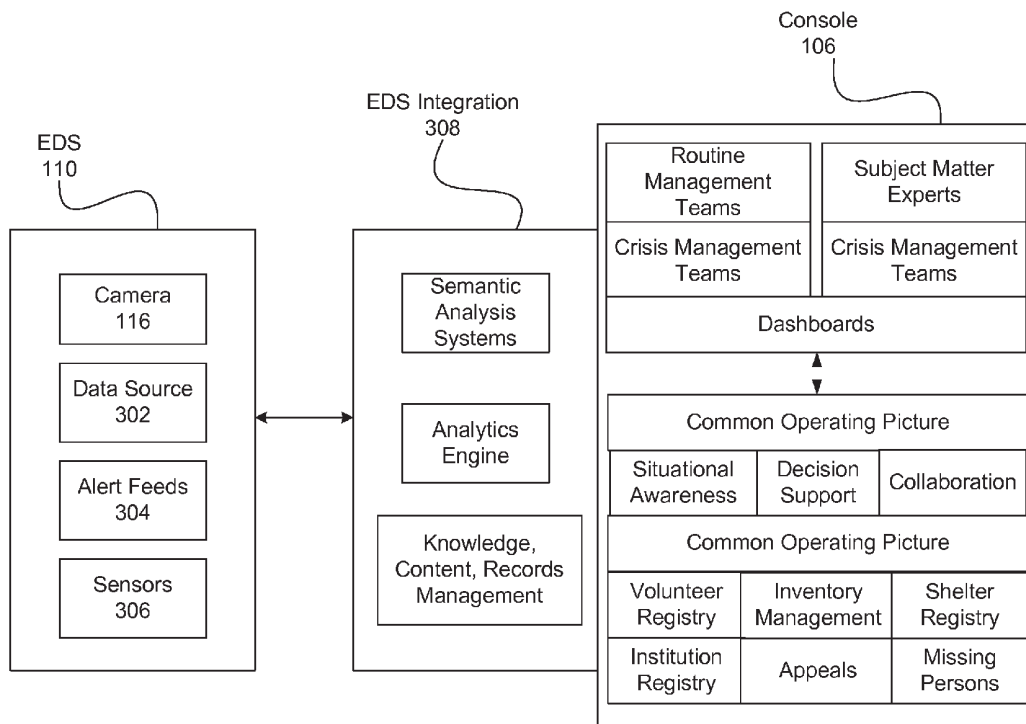 Console
106
EDS Integration
308
EDS
110
Camera
116
Data Source
302
Alert Feeds
304
Sensors
306
Semantic
Analysis
Systems
Analytics
Engine
Knowledge,
Content, Records
Management
Routine
Management
Teams
Subject Matter
Experts
Crisis Management
Teams
Crisis Management
Teams
Dashboards
Common Operating Picture
Situational
Awareness
Decision
Support
Collaboration
Common Operating Picture
Volunteer
Registry
Inventory
Management
Shelter
Registry
Institution
Registry
Appeals
Missing
Persons